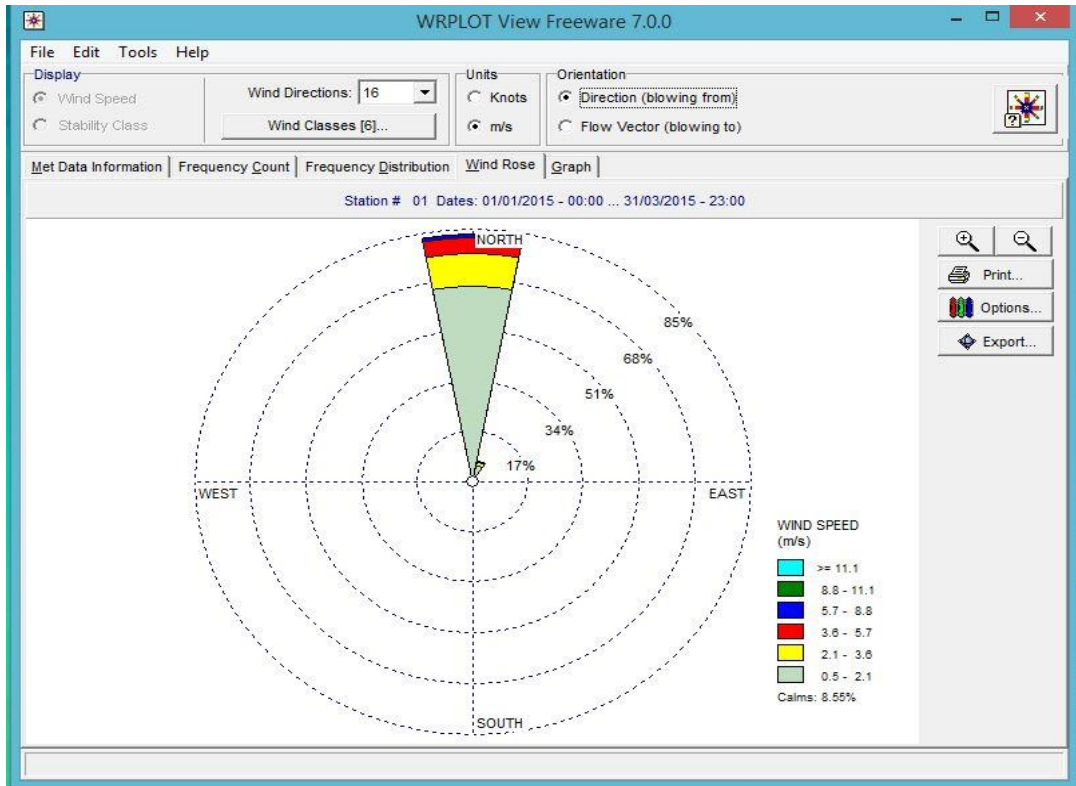 WRPLOT View Freeware 7.0.0
File Edit Tools Help
Display
Wind Speed
Stability Class
Wind Directions: 16
Wind Classes [6]...
Units
Knots
m/s
Orientation
Direction (blowing from)
Flow Vector (blowing to)
?
Met Data Information Frequency Count Frequency Distribution Wind Rose Graph
Station # 01 Dates: 01/01/2015 - 00:00 ... 31/03/2015 - 23:00
NORTH
85%
68%
51%
34%
17%
WEST
EAST
SOUTH
WIND SPEED
(m/s)
>= 11.1
8.8 - 11.1
5.7 - 8.8
3.6 - 5.7
2.1 - 3.6
0.5 - 2.1
Calms: 8.55%
Print...
Options...
Export...